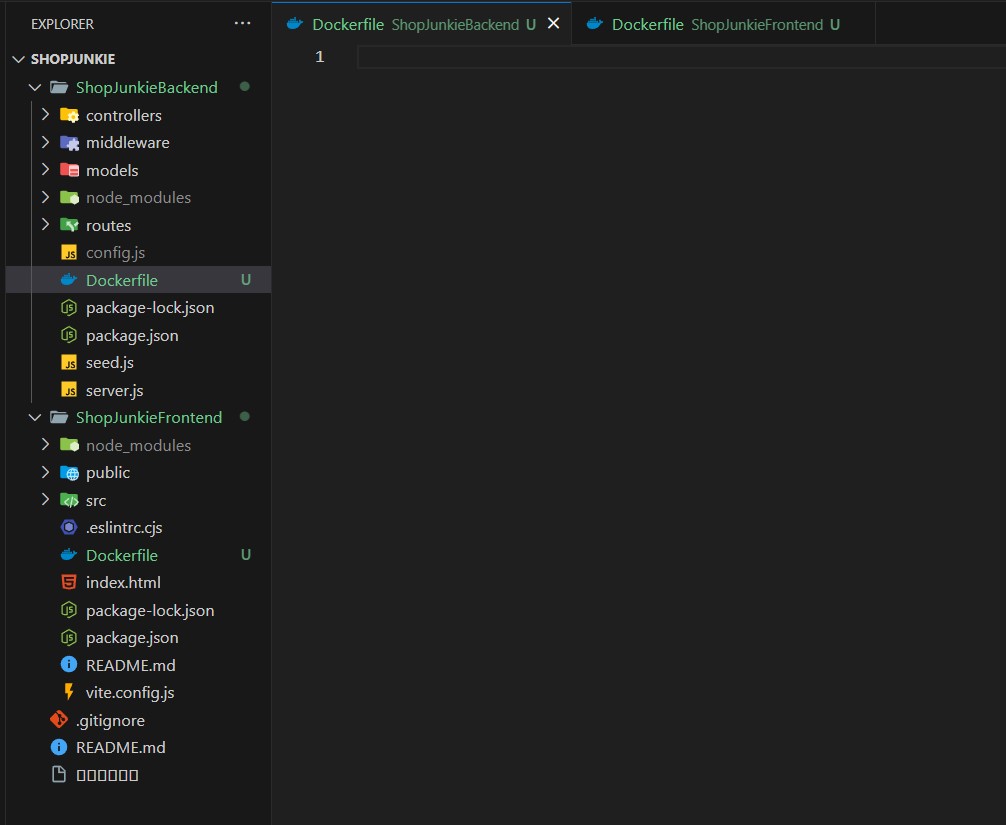 EXPLORER
SHOPJUNKIE
ShopJunkieBackend
controllers
middleware
models
node_modules
routes
config.js
Dockerfile U
package-lock.json
package.json
seed.js
server.js
ShopJunkieFrontend
node_modules
public
src
.eslintrc.cjs
Dockerfile U
index.html
package-lock.json
package.json
README.md
vite.config.js
.gitignore
README.md
Dockerfile ShopJunkieBackend U
Dockerfile ShopJunkieFrontend U
1